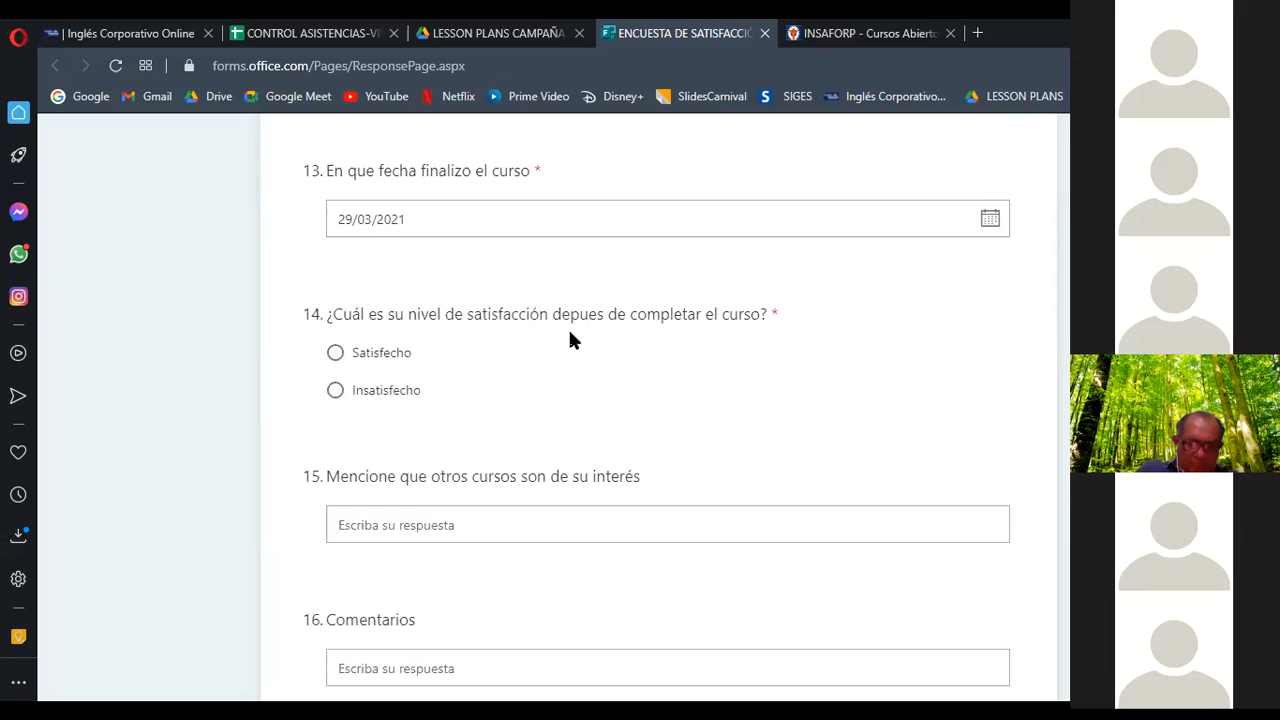 Inglés Corporativo Online
CONTROL ASISTENCIAS-VI
LESSON PLANS CAMPAÑA
ENCUESTA DE SATISFACCI
INSAFORP - Cursos Abierto
forms.office.com/Pages/ResponsePage.aspx
Google
Gmail
Drive
Google Meet
YouTube
Netflix
Prime Video
Disney+
SlidesCarnival
SIGES
Inglés Corporativo...
LESSON PLANS
13. En que fecha finalizo el curso *
29/03/2021
14. ¿Cuál es su nivel de satisfacción depues de completar el curso? *
Satisfecho
Insatisfecho
15. Mencione que otros cursos son de su interés
Escriba su respuesta
16. Comentarios
Escriba su respuesta